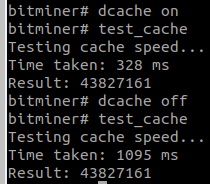 bitminer# dcache on
bitminer# test_cache
Testing cache speed...
Time taken: 328 ms
Result: 43827161
bitminer# dcache off
bitminer# test_cache
Testing cache speed...
Time taken: 1095 ms
Result: 43827161